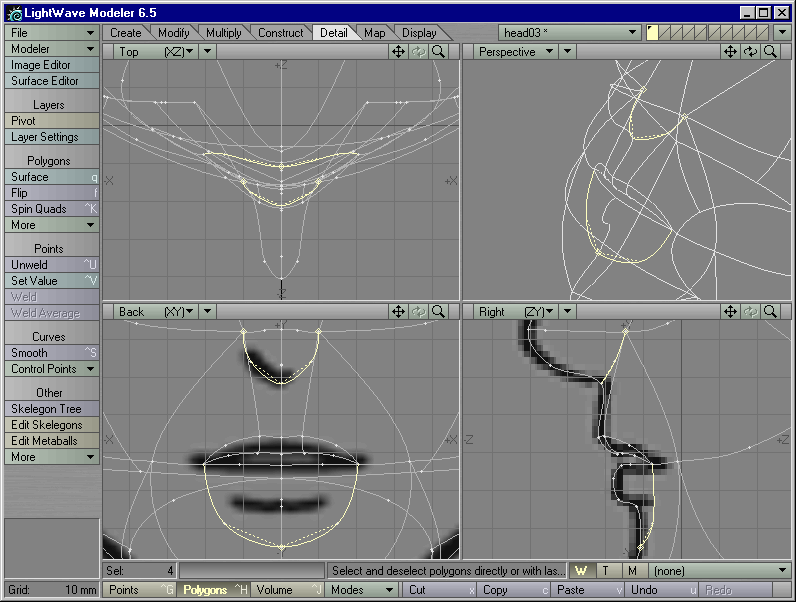 LightWave Modeler 6.5
File
Modeler
Image Editor
Surface Editor
Layers
Pivot
Layer Settings
Polygons
Surface q
Flip f
Spin Quads ^K
More
Points
Unweld ^U
Set Value ^V
Weld
Weld Average
Curves
Smooth ^S
Control Points
Other
Skelegon Tree
Edit Skelegons
Edit Metaballs
More
Grid: 10 mm
Create Modify Multiply Construct Detail Map Display head03 *
Top (XZ)
+Z
-X +X
-Z
Perspective
Back (XY)
+Y
-X
Right (ZY)
+Y
-Z +Z
Sel: 4
Select and deselect polygons directly or with las...
W T M (none)
Points ^G Polygons ^H Volume ^J Modes Cut x Copy c Paste v Undo u Redo